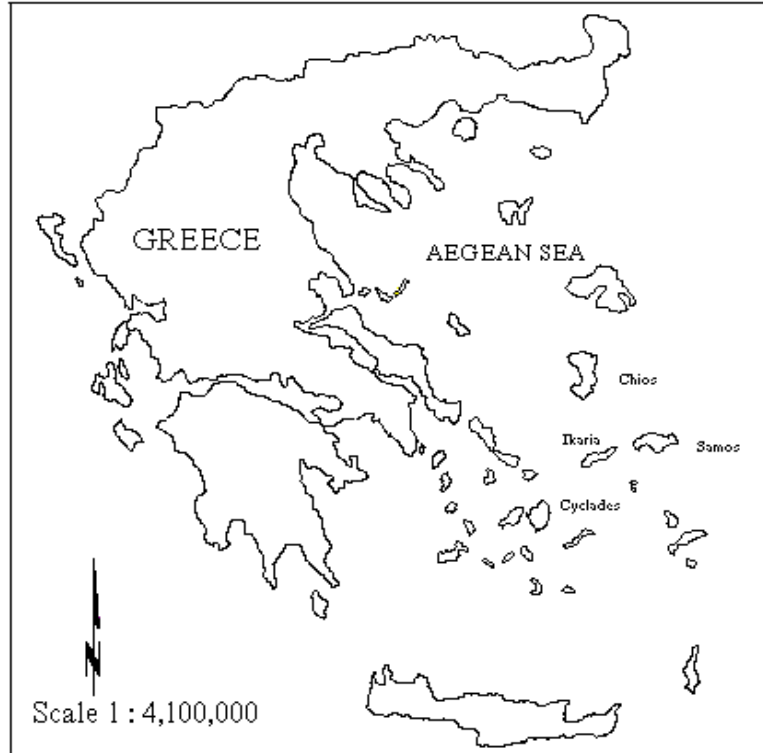 GREECE
AEGEAN SEA
Chios
Ikaria
Samos
Cyclades
N
Scale 1 : 4,100,000